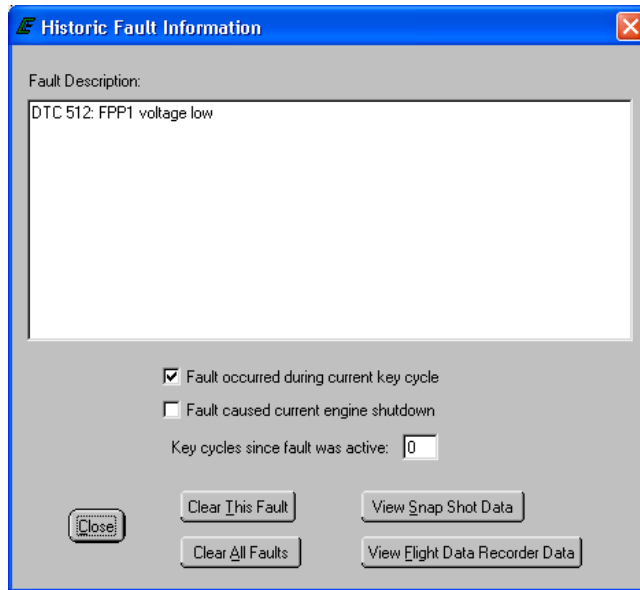 Historic Fault Information
Fault Description:
DTC 512: FPP1 voltage low
Fault occurred during current key cycle
Fault caused current engine shutdown
Key cycles since fault was active: 0
Close
Clear This Fault
View Snap Shot Data
Clear All Faults
View Flight Data Recorder Data